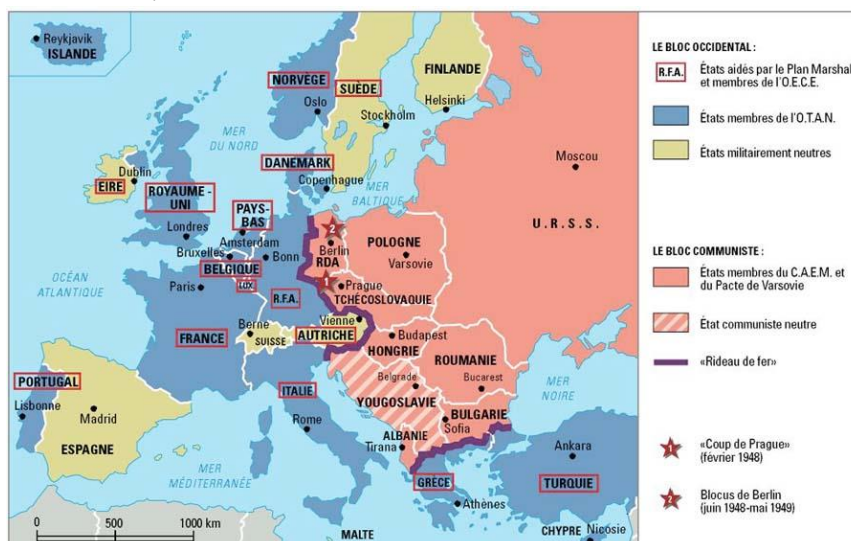 Reykjavik
ISLANDE
NORVÈGE
Oslo
SUÈDE
Stockholm
FINLANDE
Helsinki
MER
DU NORD
DANEMARK
Copenhague
MER
BALTIQUE
Moscou
U.R.S.S.
Dublin
EIRE
ROYAUME-
UNI
Londres
PAYS-
BAS
Amsterdam
Bruxelles
BELGIQUE
LUX
Bonn
R.F.A.
2
Berlin
RDA
POLOGNE
Varsovie
1
Prague
TCHÉCOSLOVAQUIE
OCÉAN
ATLANTIQUE
Paris
FRANCE
Berne
SUISSE
Vienne
AUTRICHE
Budapest
HONGRIE
ROUMANIE
Bucarest
Belgrade
YOUGOSLAVIE
BULGARIE
Sofia
ALBANIE
Tirana
MER
NOIRE
PORTUGAL
Lisbonne
Madrid
ESPAGNE
ITALIE
Rome
MER
MÉDITERRANÉE
GRÈCE
Athènes
Ankara
TURQUIE
MALTE
CHYPRE
Nicosie
0 500 1000 km
LE BLOC OCCIDENTAL :
R.F.A.
États aidés par le Plan Marshal
et membres de l'O.E.C.E.
États membres de l'O.T.A.N.
États militairement neutres
LE BLOC COMMUNISTE :
États membres du C.A.E.M. et
du Pacte de Varsovie
État communiste neutre
«Rideau de fer»
1
«Coup de Prague»
(février 1948)
2
Blocus de Berlin
(juin 1948-mai 1949)